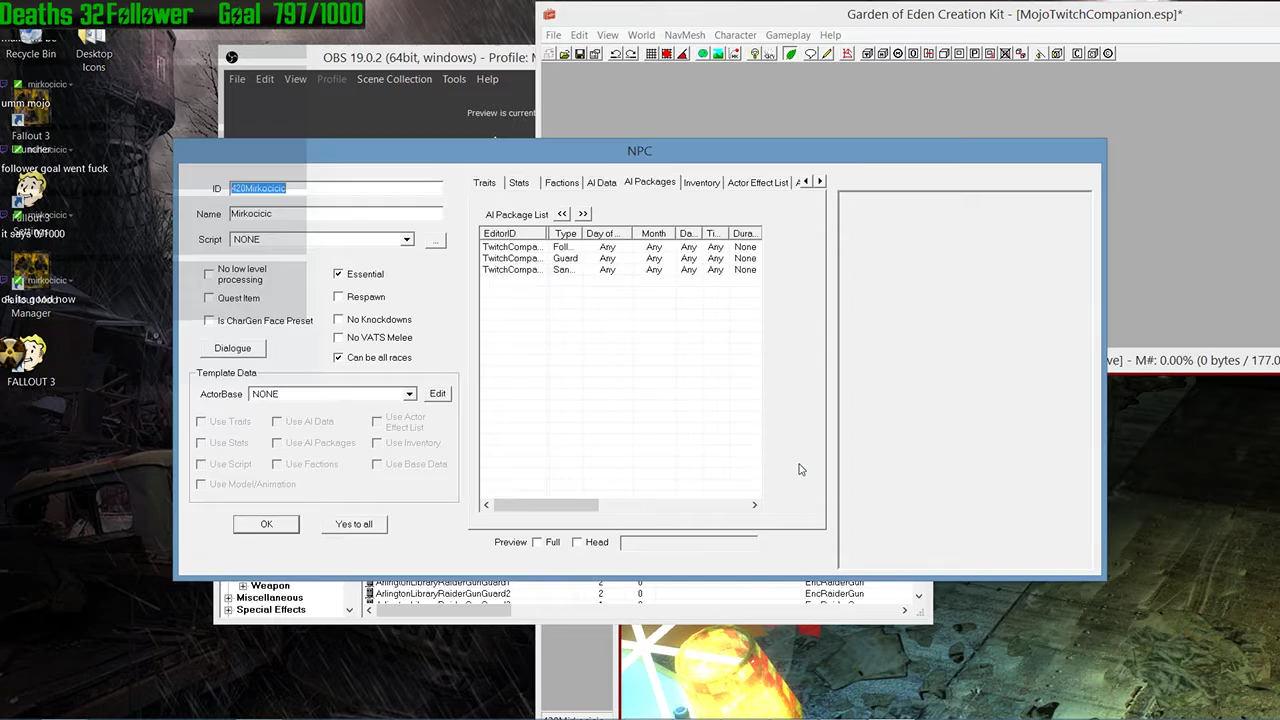 Deaths 32Follower Goal 797/1000
Garden of Eden Creation Kit - [MojoTwitchCompanion.esp]*
File Edit View World NavMesh Character Gameplay Help
OBS 19.0.2 (64bit, windows) - Profile:
File Edit View Profile Scene Collection Tools Help
Preview is current
Recycle Bin
Desktop
Icons
mirkocicic
umm mojo
Fallout 3
mirkocicic
follower goal went fuck
mirkocicic
it says 0/1000
mirkocicic
ok its good now
Manager
FALLOUT 3
NPC
ID 420Mirkocicic
Name Mirkocicic
Script NONE ...
No low level
processing
Quest Item
Is CharGen Face Preset
Essential
Respawn
No Knockdowns
No VATS Melee
Can be all races
Dialogue
Template Data
ActorBase NONE Edit
Use Traits Use AI Data Use Actor
Effect List
Use Stats Use AI Packages Use Inventory
Use Script Use Factions Use Base Data
Use Model/Animation
OK Yes to all
Traits Stats Factions AI Data AI Packages Inventory Actor Effect List
AI Package List << >>
EditorID Type Day of ... Month Da... Ti... Dura...
TwitchCompa... Foll... Any Any Any Any None
TwitchCompa... Guard Any Any Any Any None
TwitchCompa... San... Any Any Any Any None
Preview Full Head
ve] - M#: 0.00% (0 bytes / 177.0
Weapon
Miscellaneous
Special Effects
ArlingtonLibraryRaiderGunGuard1 2 0 EncRaiderGun
ArlingtonLibraryRaiderGunGuard2 2 0 EncRaiderGun